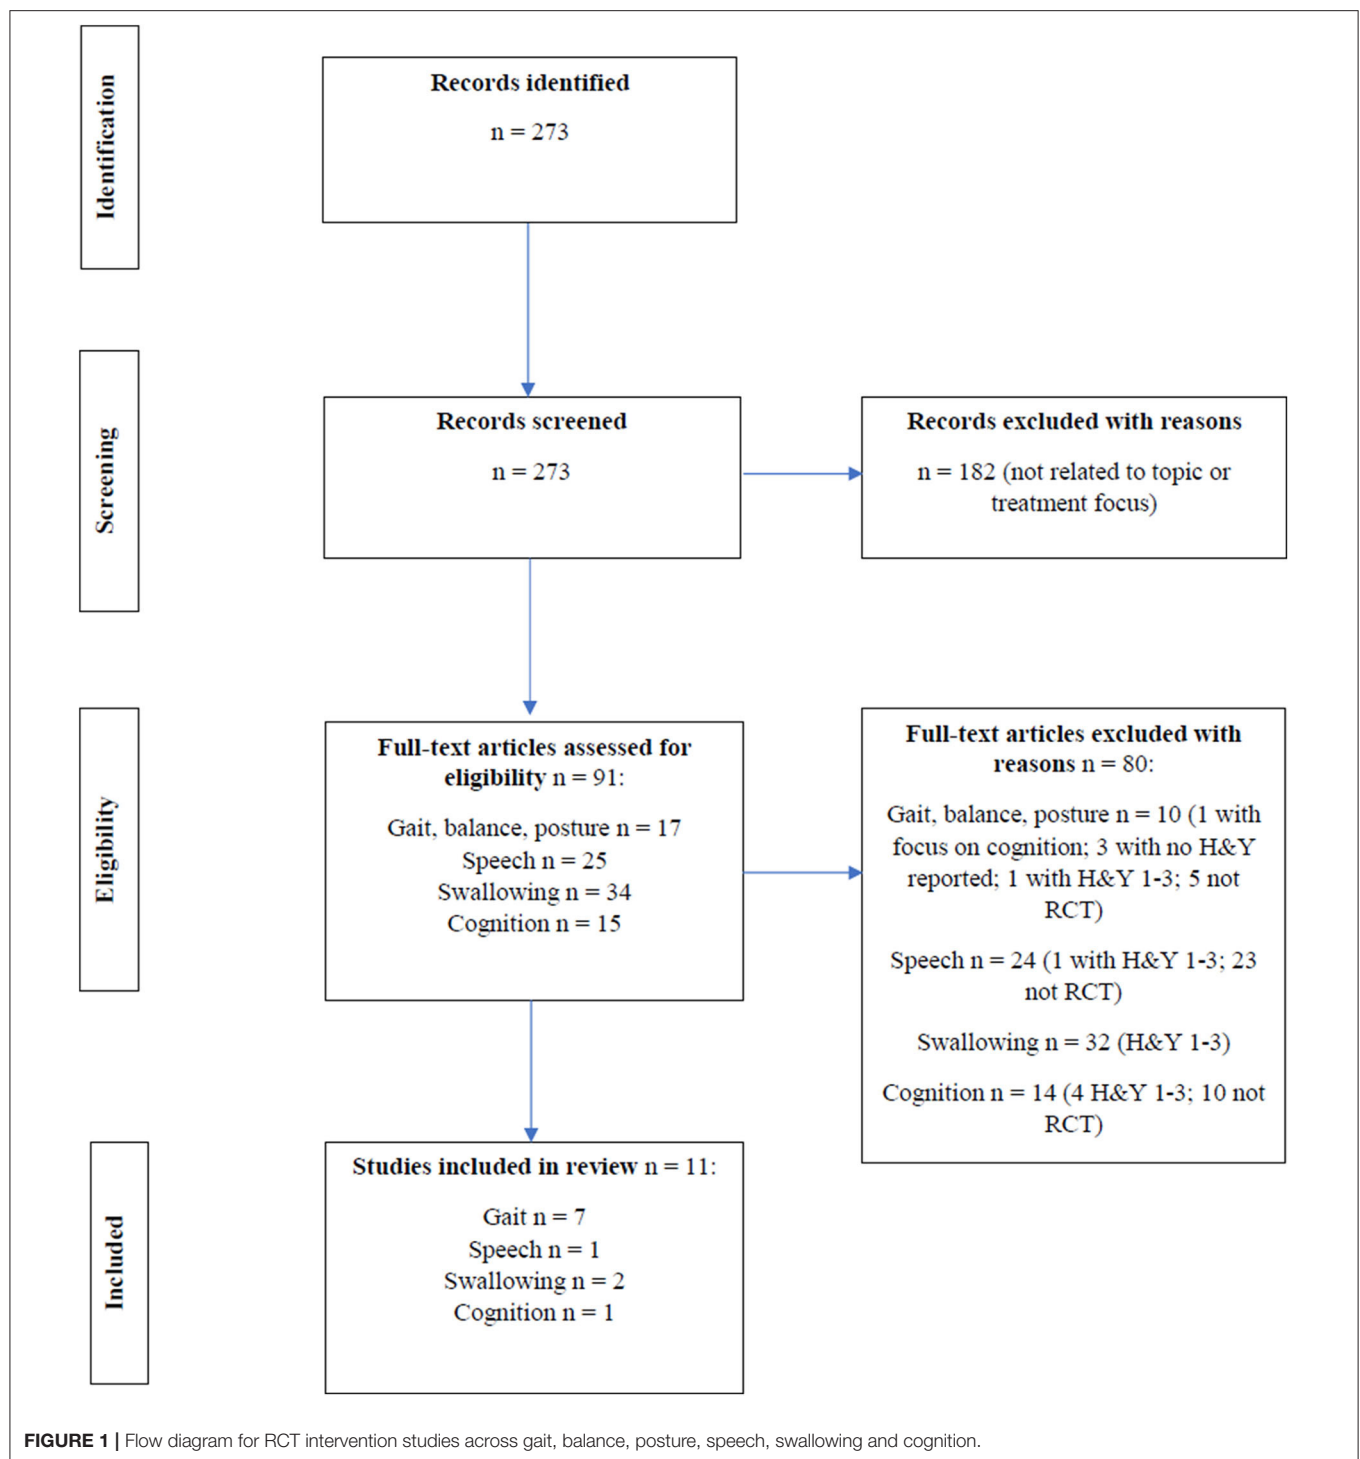 Identification
Records identified
n = 273
Screening
Records screened
n = 273
Records excluded with reasons
n = 182 (not related to topic or
treatment focus)
Eligibility
Full-text articles assessed for
eligibility n = 91:
Gait, balance, posture n = 17
Speech n = 25
Swallowing n = 34
Cognition n = 15
Full-text articles excluded with
reasons n = 80:
Gait, balance, posture n = 10 (1 with
focus on cognition; 3 with no H&Y
reported; 1 with H&Y 1-3; 5 not
RCT)
Speech n = 24 (1 with H&Y 1-3; 23
not RCT)
Swallowing n = 32 (H&Y 1-3)
Cognition n = 14 (4 H&Y 1-3; 10 not
RCT)
Included
Studies included in review n = 11:
Gait n = 7
Speech n = 1
Swallowing n = 2
Cognition n = 1
FIGURE 1 | Flow diagram for RCT intervention studies across gait, balance, posture, speech, swallowing and cognition.